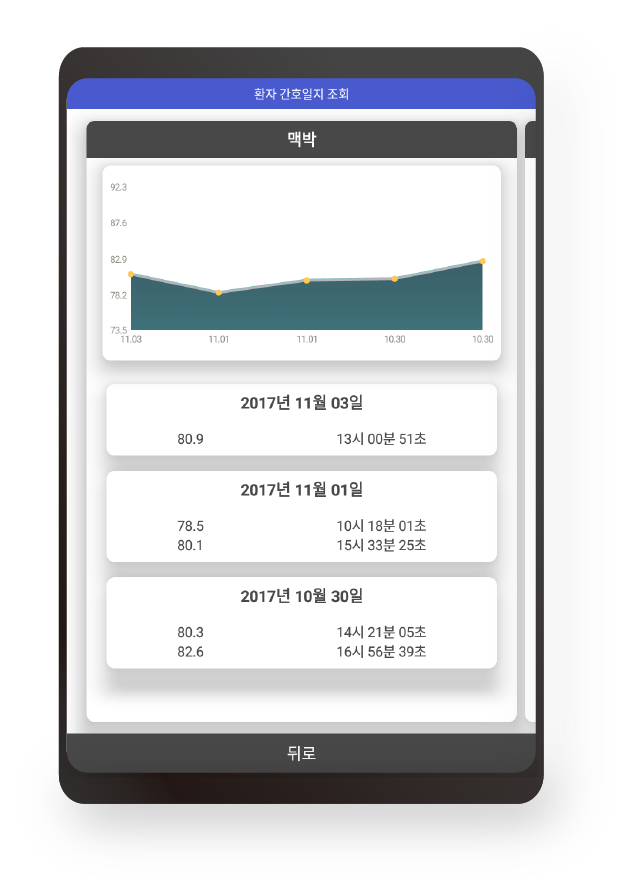 환자 간호일지 조회
맥박
92.3
87.6
82.9
78.2
73.5
11.03 11.01 11.01 10.30 10.30
2017년 11월 03일
80.9 13시 00분 51초
2017년 11월 01일
78.5 10시 18분 01초
80.1 15시 33분 25초
2017년 10월 30일
80.3 14시 21분 05초
82.6 16시 56분 39초
뒤로